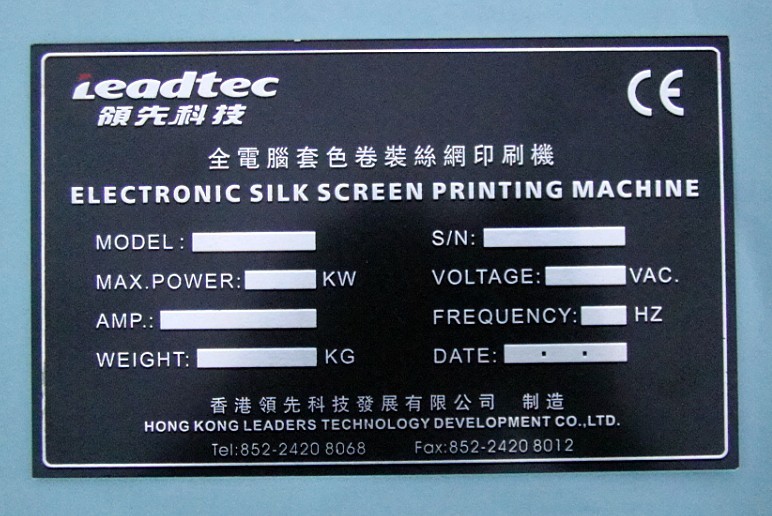 Leadtec
領先科技
CE
全電腦套色卷裝絲網印刷機
ELECTRONIC SILK SCREEN PRINTING MACHINE
MODEL: S/N:
MAX.POWER: KW VOLTAGE: VAC.
AMP.: FREQUENCY: HZ
WEIGHT: KG DATE: . .
香港領先科技發展有限公司 制造
HONG KONG LEADERS TECHNOLOGY DEVELOPMENT CO.,LTD.
Tel:852-2420 8068 Fax:852-2420 8012